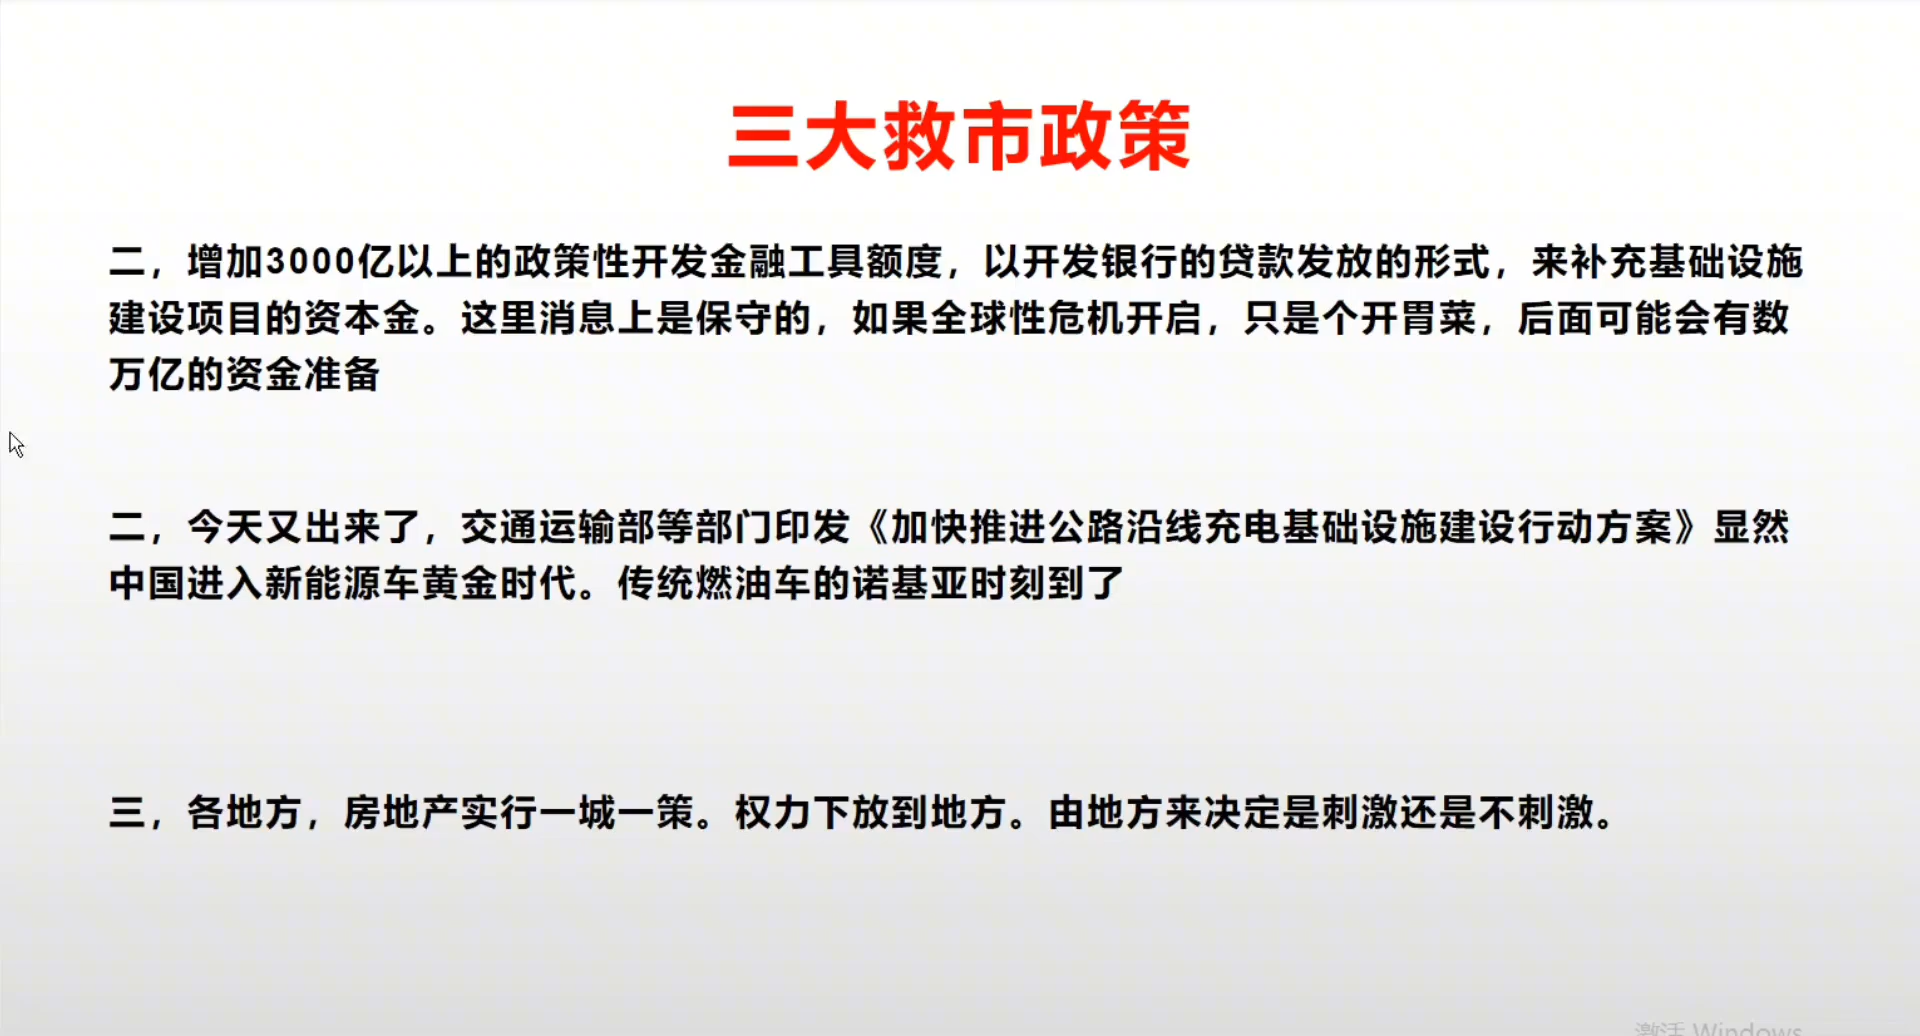 三大救市政策
二，增加3000亿以上的政策性开发金融工具额度，以开发银行的贷款发放的形式，来补充基础设施
建设项目的资本金。这里消息上是保守的，如果全球性危机开启，只是个开胃菜，后面可能会有数
万亿的资金准备
二，今天又出来了，交通运输部等部门印发《加快推进公路沿线充电基础设施建设行动方案》显然
中国进入新能源车黄金时代。传统燃油车的诺基亚时刻到了
三，各地方，房地产实行一城一策。权力下放到地方。由地方来决定是刺激还是不刺激。
激活 Windows